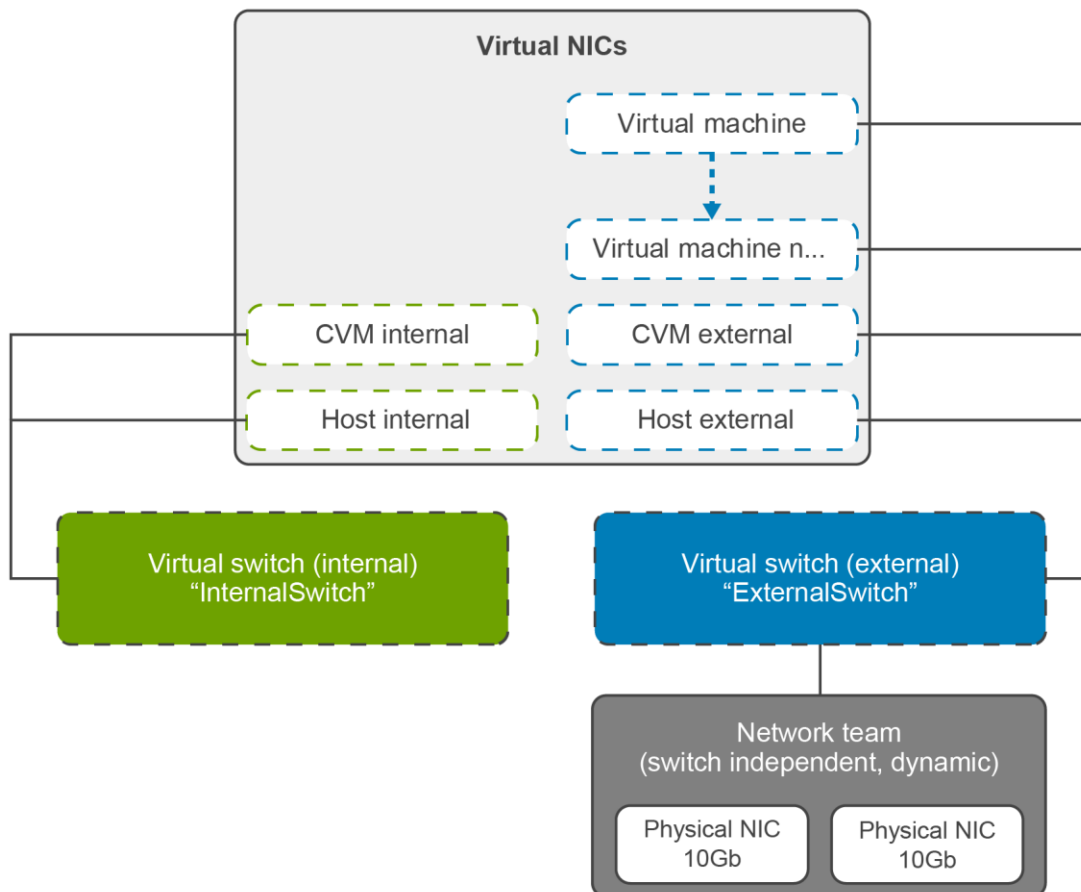 Virtual NICs
Virtual machine
Virtual machine n...
CVM internal
CVM external
Host internal
Host external
Virtual switch (internal)
“InternalSwitch”
Virtual switch (external)
“ExternalSwitch”
Network team
(switch independent, dynamic)
Physical NIC
10Gb
Physical NIC
10Gb